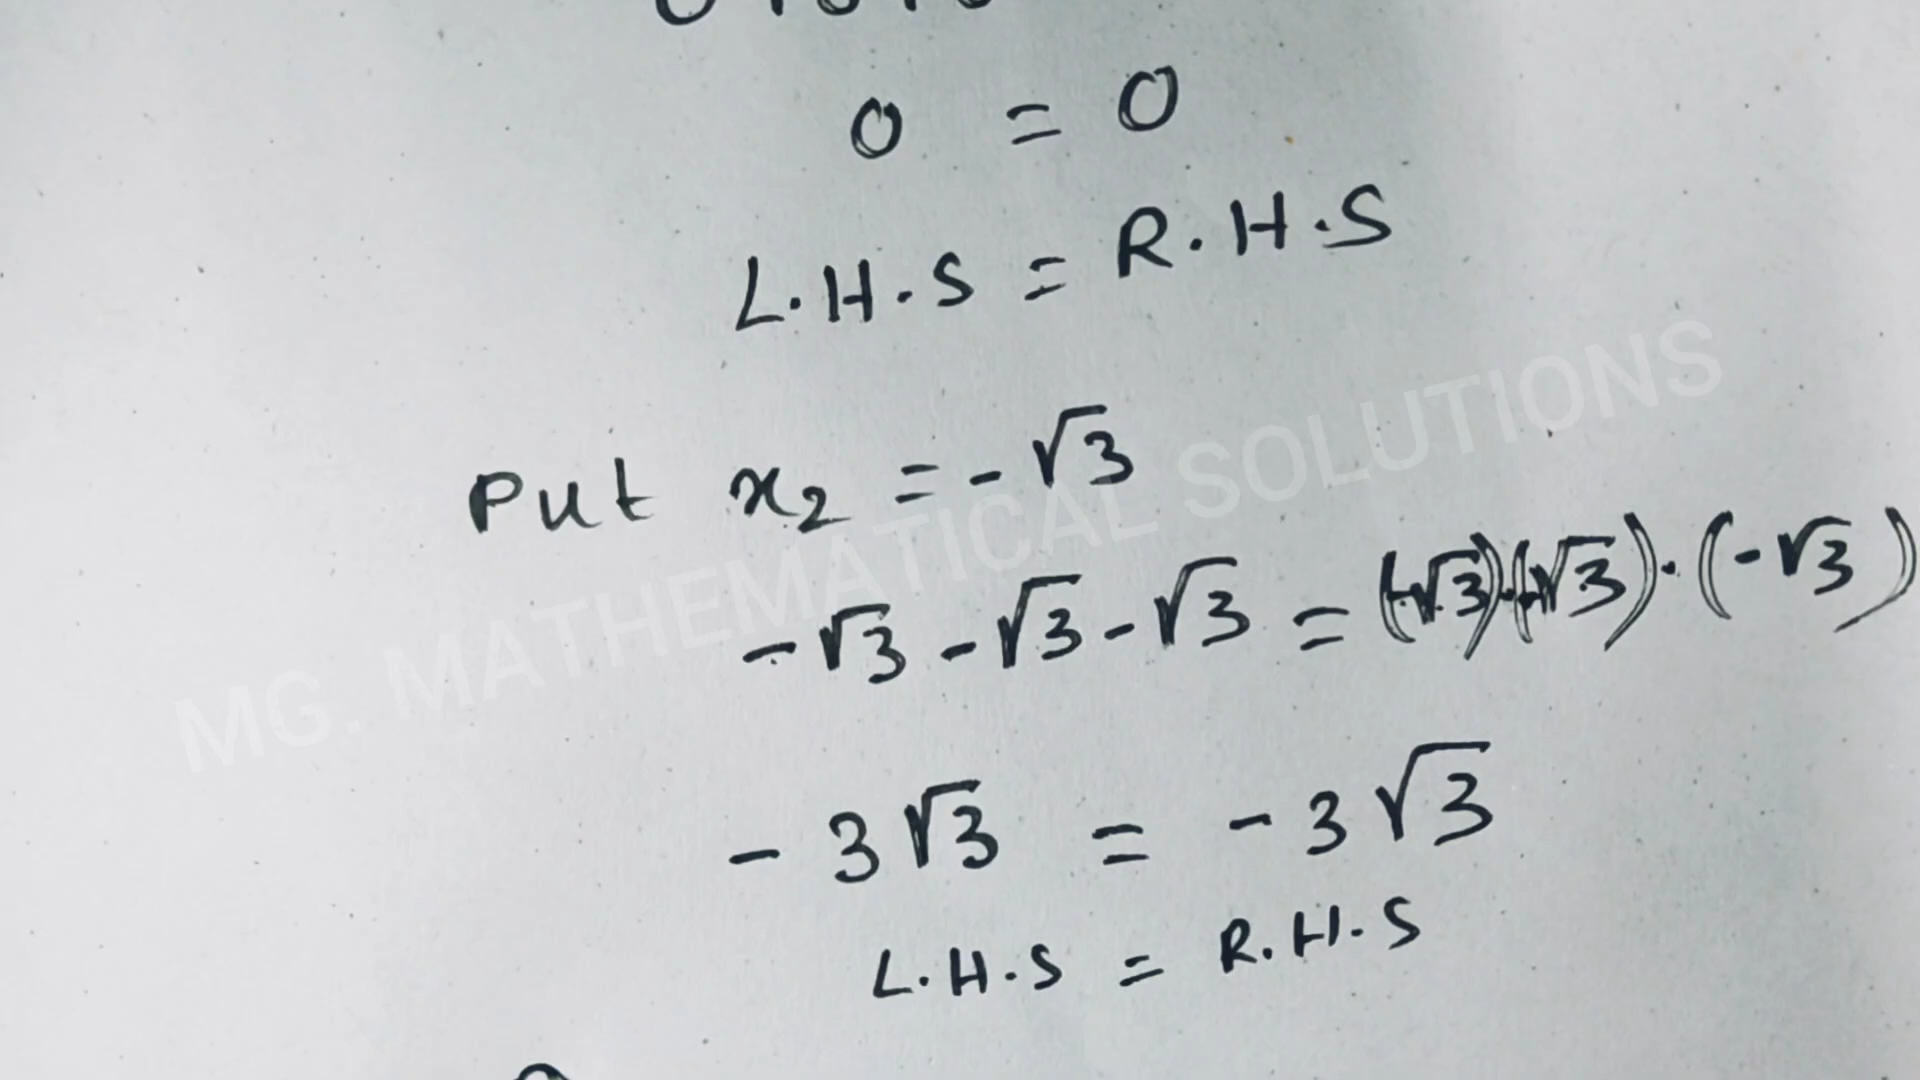 0 = 0
L.H.S = R.H.S
Put x₂ = -√3
-√3 -√3 -√3 = (-√3).(-√3).(-√3)
-3√3 = -3√3
L.H.S = R.H.S
MG. MATHEMATICAL SOLUTIONS